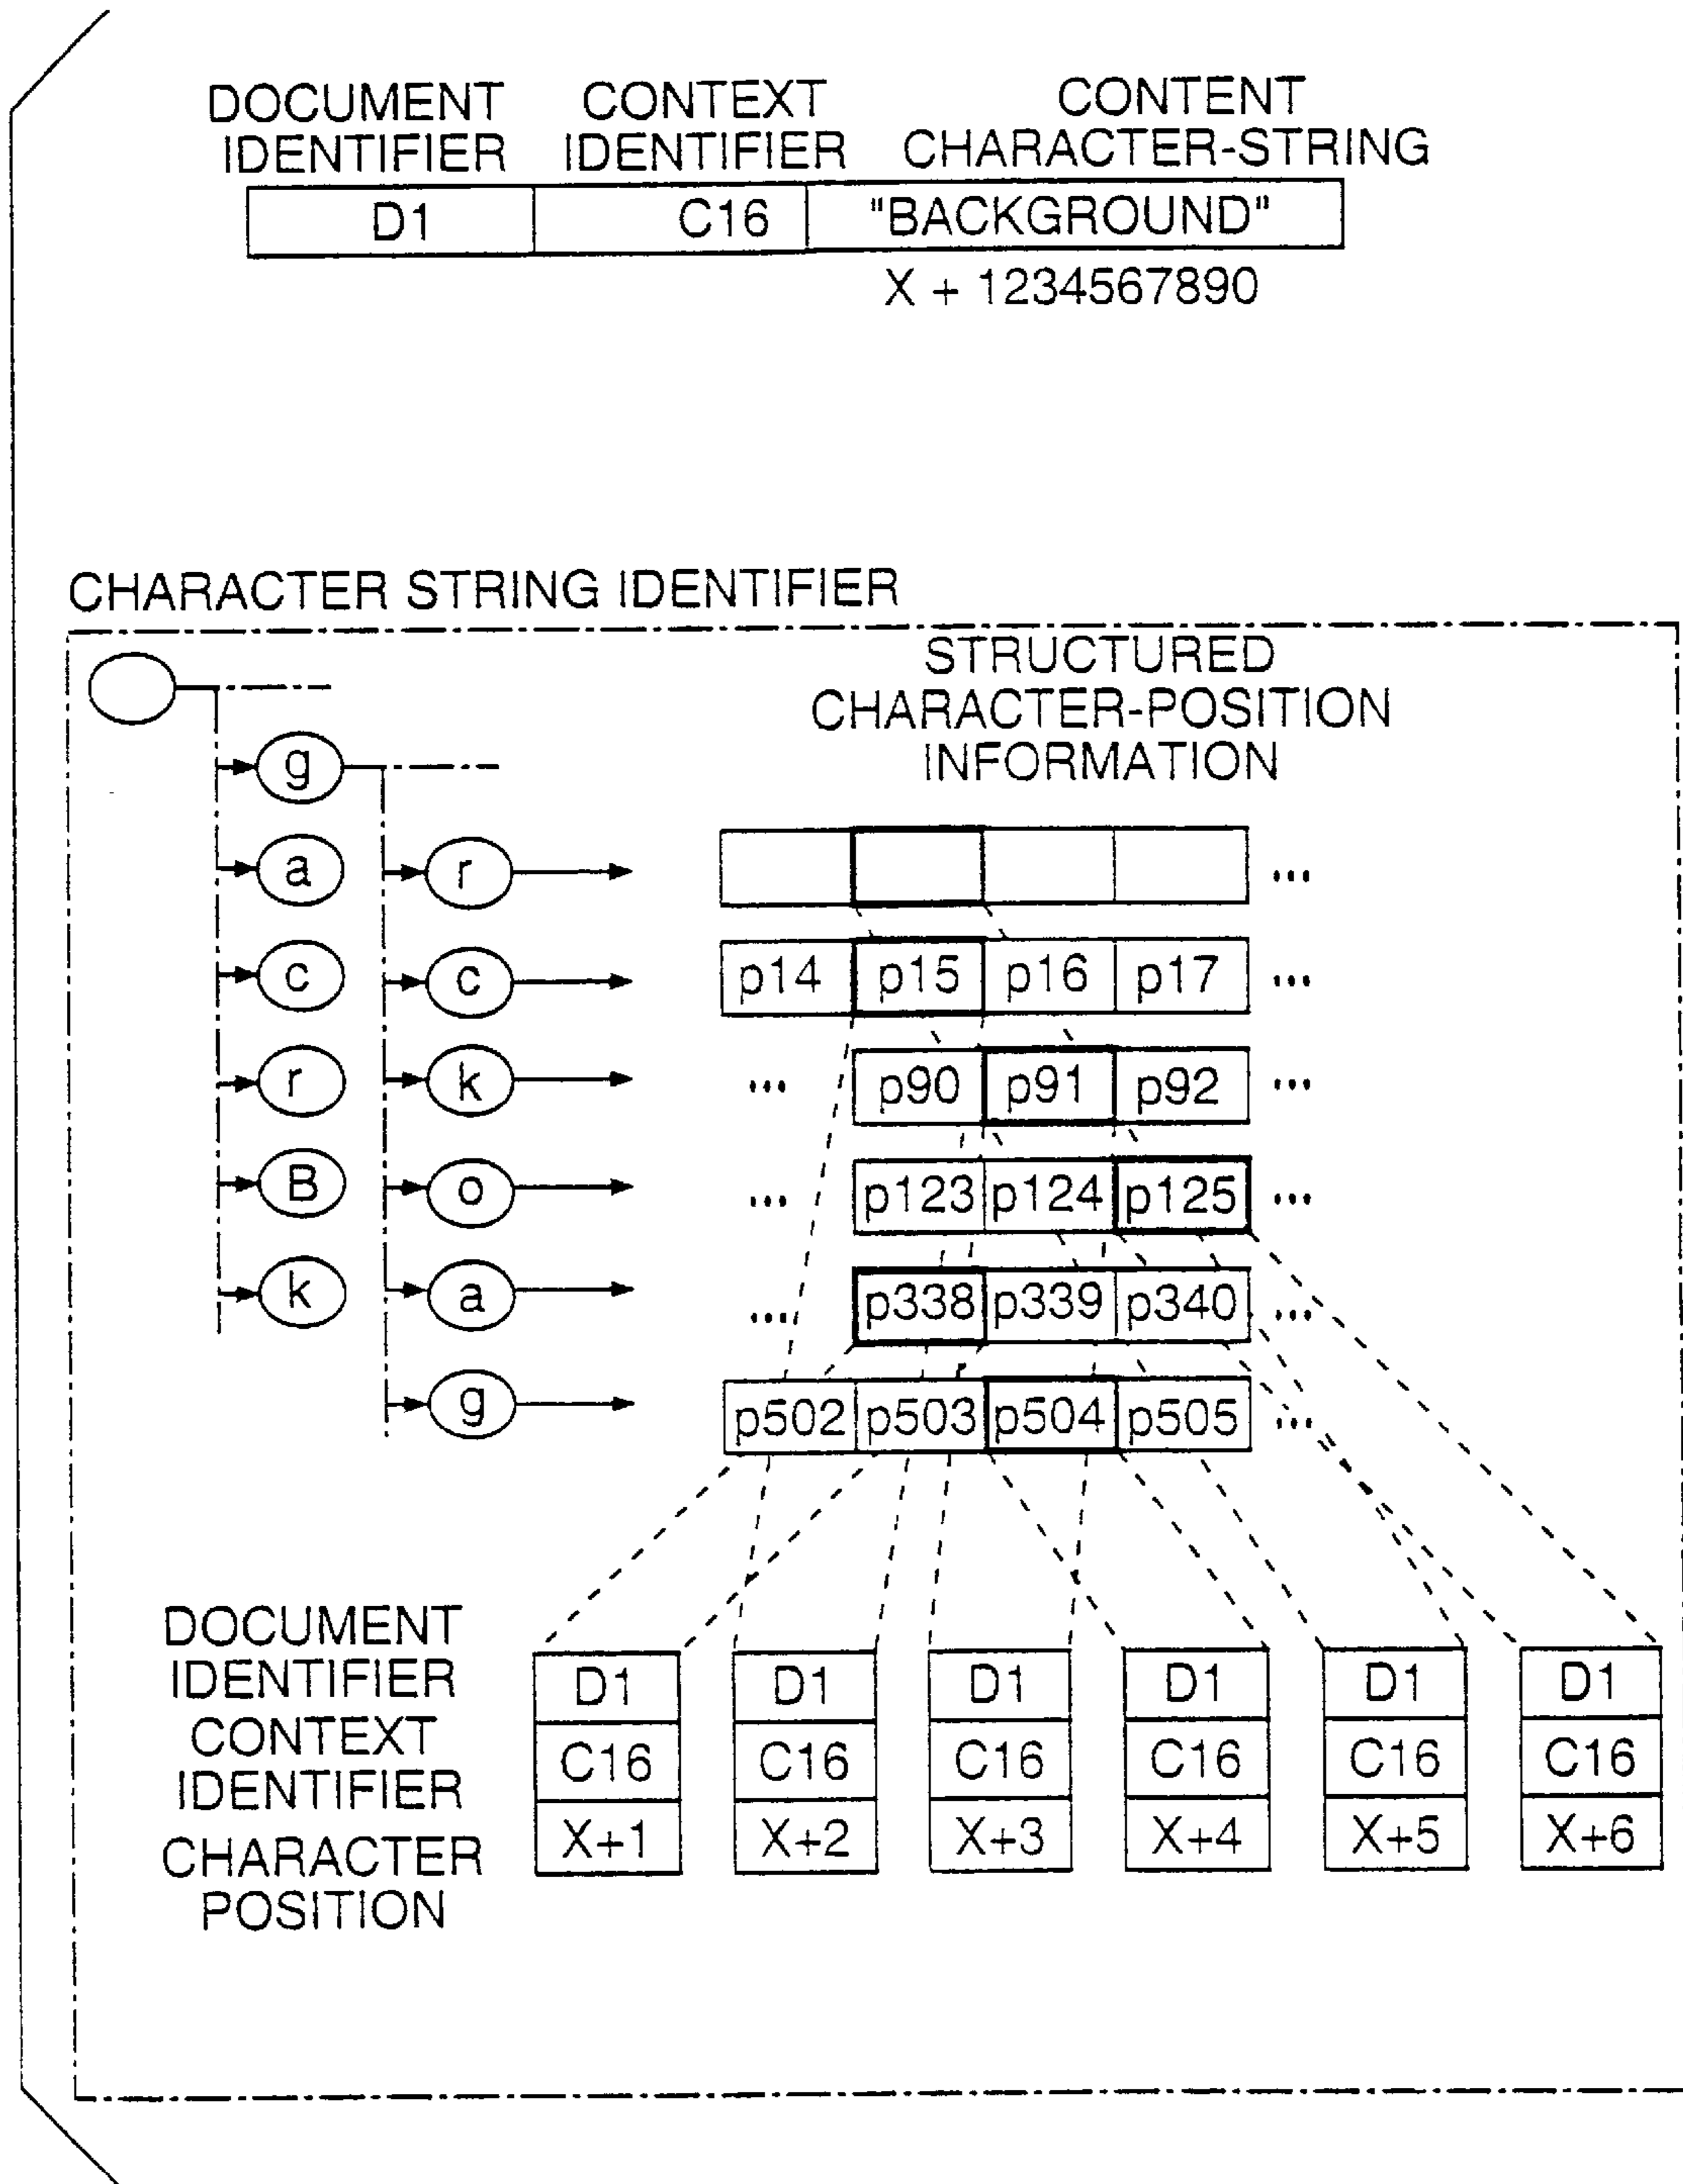 DOCUMENT IDENTIFIER
CONTEXT IDENTIFIER
CONTENT CHARACTER-STRING
D1 C16 "BACKGROUND"
X + 1234567890
CHARACTER STRING IDENTIFIER
STRUCTURED
CHARACTER-POSITION
INFORMATION
g
a r ...
c c p14 p15 p16 p17 ...
r k ... p90 p91 p92 ...
B o ... p123 p124 p125 ...
k a ... p338 p339 p340 ...
g p502 p503 p504 p505 ...
DOCUMENT
IDENTIFIER
D1 D1 D1 D1 D1 D1
CONTEXT
IDENTIFIER
C16 C16 C16 C16 C16 C16
CHARACTER
POSITION
X+1 X+2 X+3 X+4 X+5 X+6